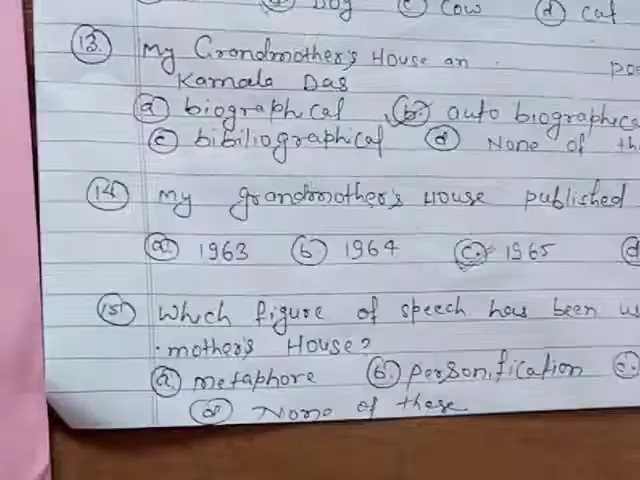 ⓐ Dog ⓒ Cow ⓓ cat
⑬ My Grandmother's House an poe
Kamala Das
ⓐ biographical ⓑ auto biographica
ⓒ bibiliographical ⓓ None of th
⑭ My grandmother's House published
ⓐ 1963 ⓑ 1964 ⓒ 1965 ⓓ
⑮ Which figure of speech has been us
mother's House?
ⓐ metaphore ⓑ personification ⓒ
ⓓ None of these